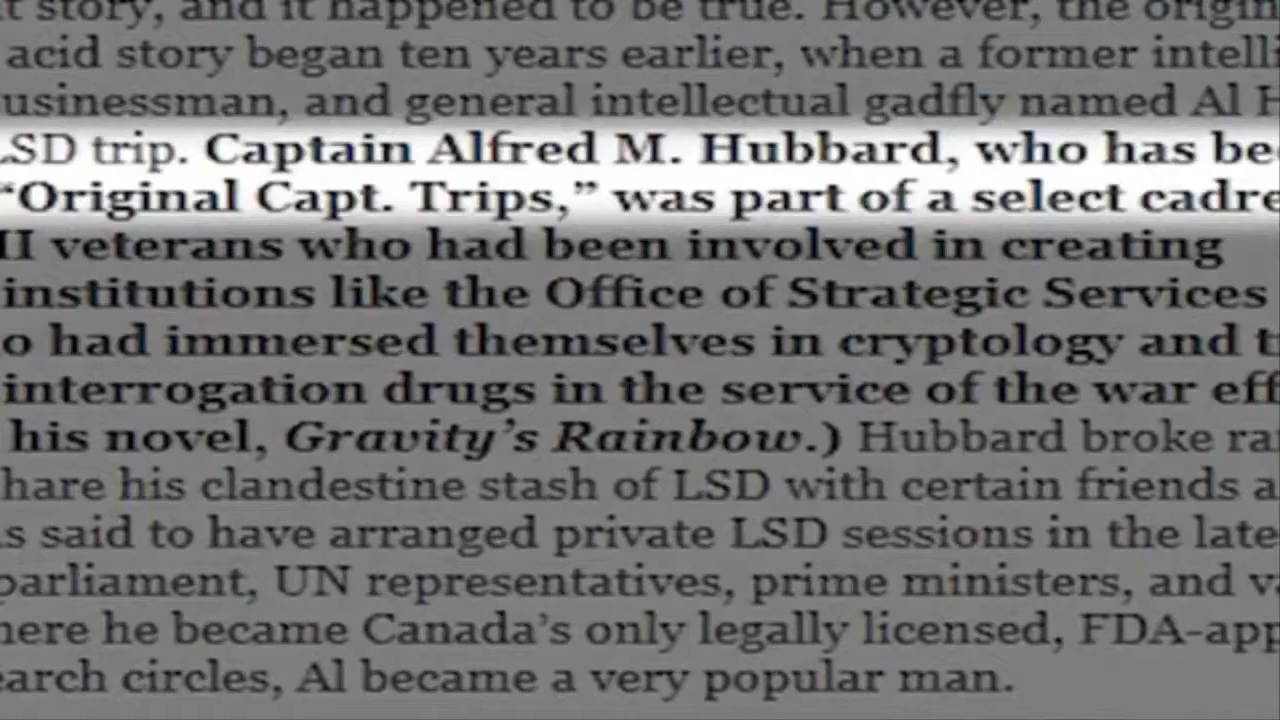 t story, and it happened to be true. However, the origin
acid story began ten years earlier, when a former intelli
usinessman, and general intellectual gadfly named Al H
LSD trip. Captain Alfred M. Hubbard, who has be
“Original Capt. Trips,” was part of a select cadre
II veterans who had been involved in creating
institutions like the Office of Strategic Services
o had immersed themselves in cryptology and t
interrogation drugs in the service of the war eff
his novel, Gravity’s Rainbow.) Hubbard broke ra
hare his clandestine stash of LSD with certain friends a
s said to have arranged private LSD sessions in the late
parliament, UN representatives, prime ministers, and v
here he became Canada’s only legally licensed, FDA-app
earch circles, Al became a very popular man.